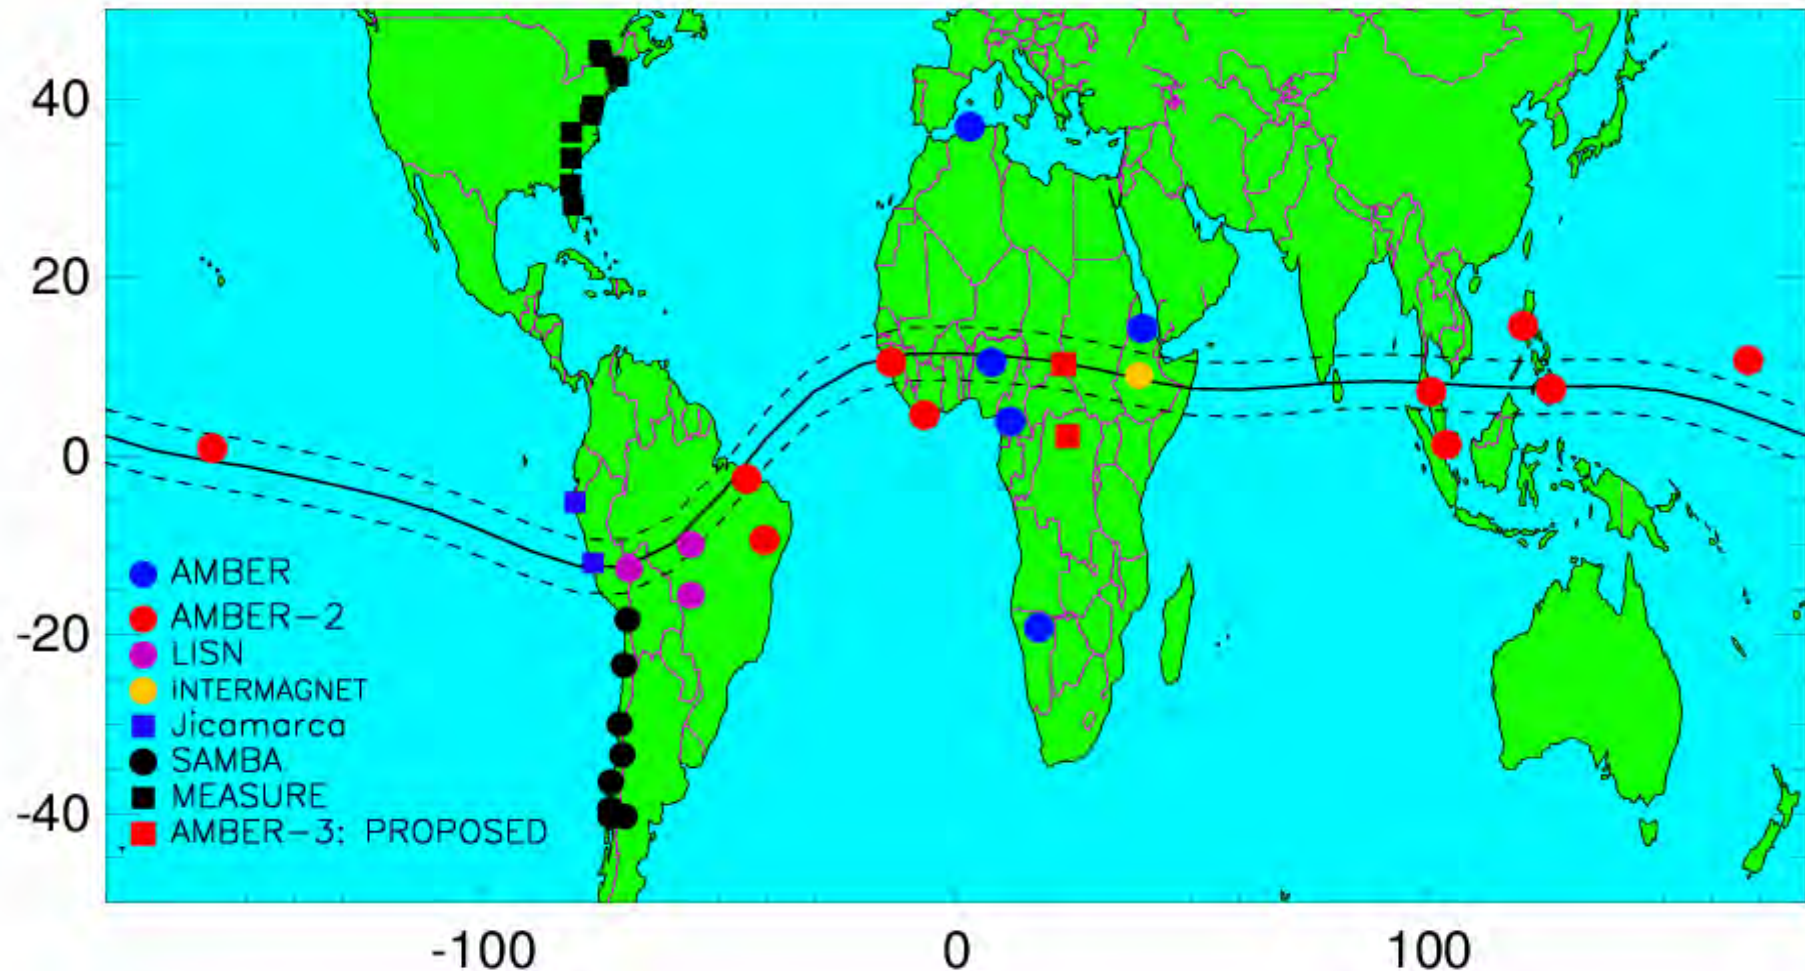 40
20
0
-20
-40
AMBER
AMBER-2
LISN
INTERMAGNET
Jicamarca
SAMBA
MEASURE
AMBER-3: PROPOSED
-100
0
100